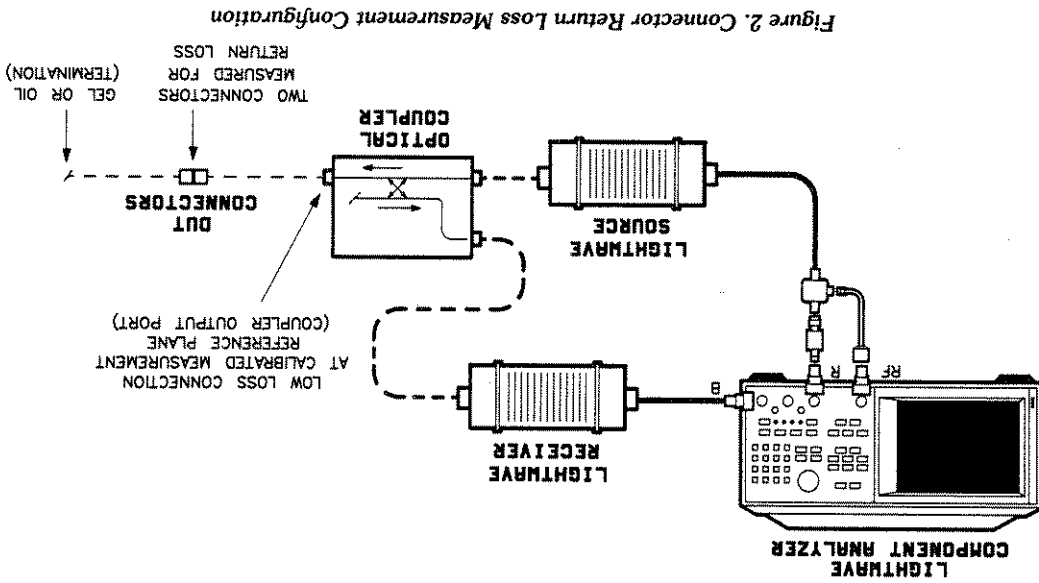 LIGHTWAVE
COMPONENT ANALYZER
RF
R
B
LIGHTWAVE
RECEIVER
LOW LOSS CONNECTION
AT CALIBRATED MEASUREMENT
REFERENCE PLANE
(COUPLER OUTPUT PORT)
LIGHTWAVE
SOURCE
OPTICAL
COUPLER
DUT
CONNECTORS
TWO CONNECTORS
MEASURED FOR
RETURN LOSS
GEL OR OIL
(TERMINATION)
Figure 2. Connector Return Loss Measurement Configuration